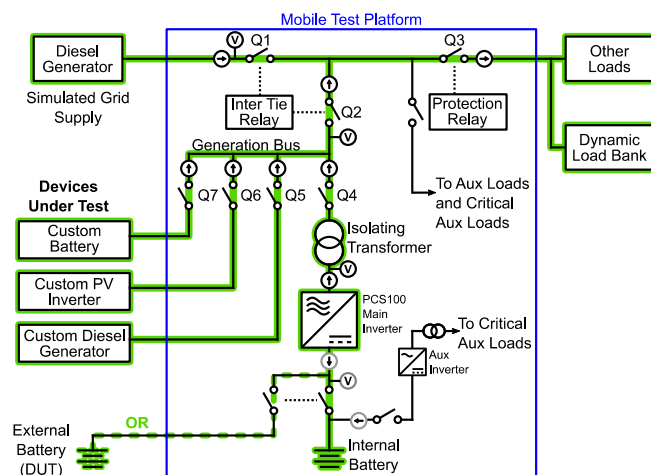 Mobile Test Platform
Diesel
Generator
Simulated Grid
Supply
V
Q1
Q3
Other
Loads
Inter Tie
Relay
Q2
Protection
Relay
V
Dynamic
Load Bank
Generation Bus
To Aux Loads
and Critical
Aux Loads
Devices
Under Test
Q7
Q6
Q5
Q4
Custom
Battery
Isolating
Transformer
V
Custom PV
Inverter
PCS100
Main
Inverter
Custom Diesel
Generator
To Critical
Aux Loads
Aux
Inverter
V
OR
External
Battery
(DUT)
Internal
Battery